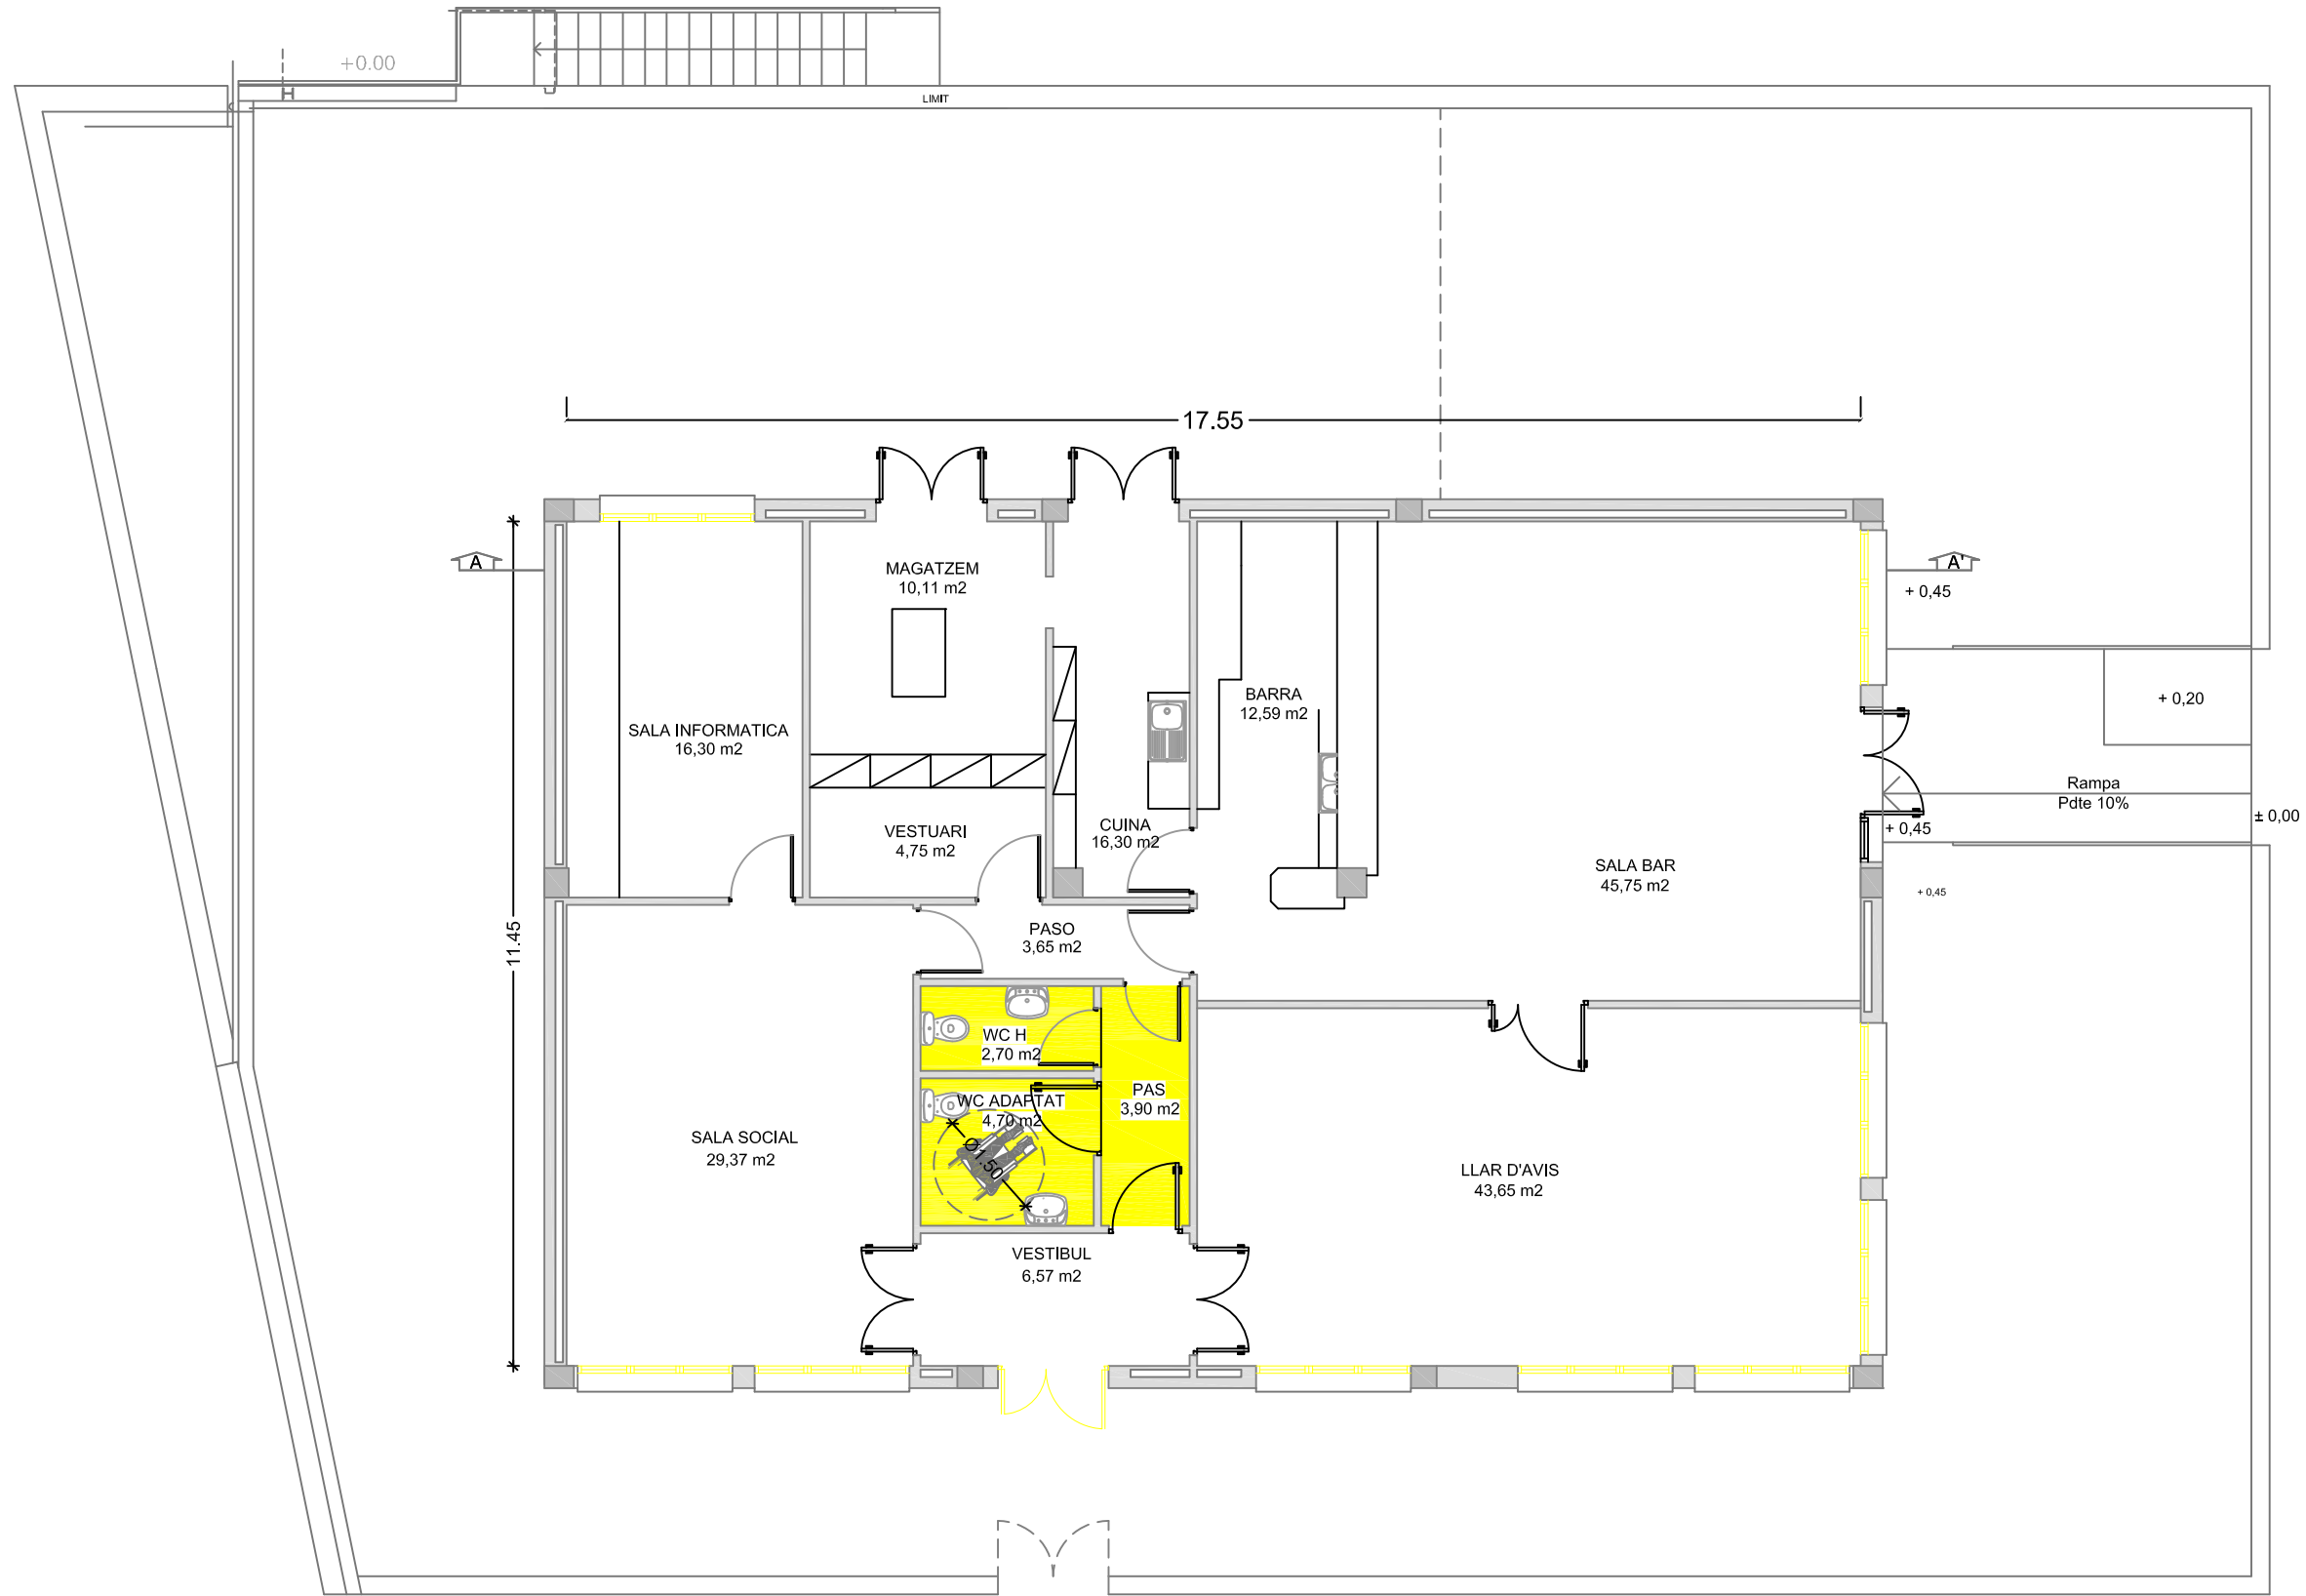 +0.00
LIMIT
17.55
A
A'
MAGATZEM
10,11 m2
+ 0,45
BARRA
12,59 m2
+ 0,20
SALA INFORMATICA
16,30 m2
Rampa
Pdte 10%
± 0,00
VESTUARI
4,75 m2
CUINA
16,30 m2
+ 0,45
SALA BAR
45,75 m2
+ 0,45
11.45
PASO
3,65 m2
WC H
2,70 m2
PAS
3,90 m2
WC ADAPTAT
4,70 m2
Ø1.50
SALA SOCIAL
29,37 m2
LLAR D'AVIS
43,65 m2
VESTIBUL
6,57 m2